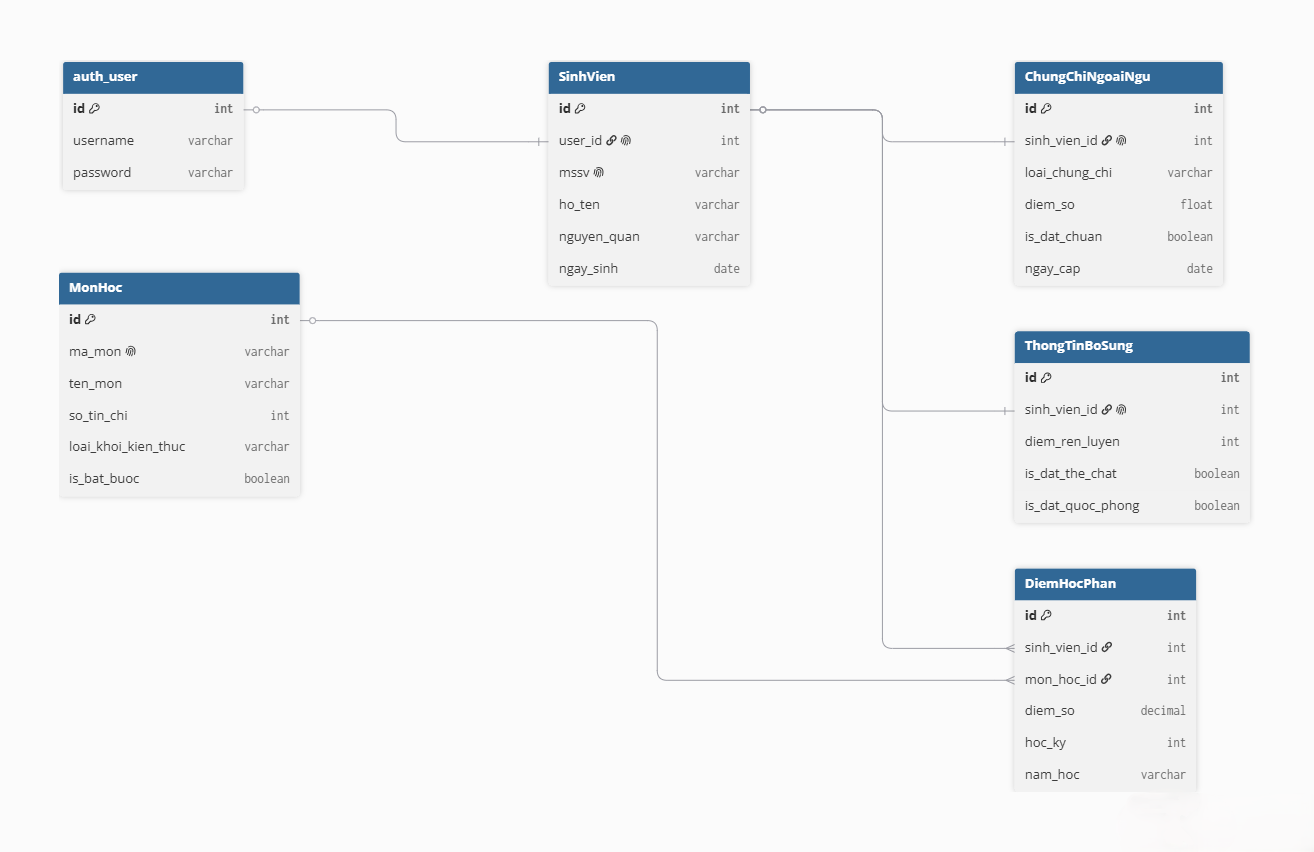 auth_user
id int
username varchar
password varchar
SinhVien
id int
user_id int
mssv varchar
ho_ten varchar
nguyen_quan varchar
ngay_sinh date
ChungChiNgoaiNgu
id int
sinh_vien_id int
loai_chung_chi varchar
diem_so float
is_dat_chuan boolean
ngay_cap date
MonHoc
id int
ma_mon varchar
ten_mon varchar
so_tin_chi int
loai_khoi_kien_thuc varchar
is_bat_buoc boolean
ThongTinBoSung
id int
sinh_vien_id int
diem_ren_luyen int
is_dat_the_chat boolean
is_dat_quoc_phong boolean
DiemHocPhan
id int
sinh_vien_id int
mon_hoc_id int
diem_so decimal
hoc_ky int
nam_hoc varchar